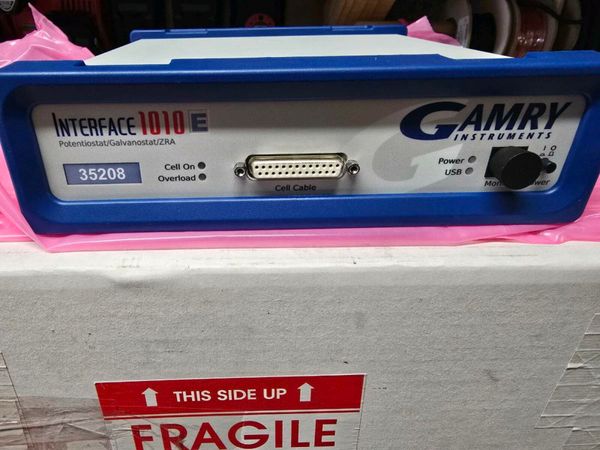 INTERFACE 1010 E
Potentiostat/Galvanostat/ZRA
35208
Cell On
Overload
Cell Cable
GAMRY
INSTRUMENTS
Power
USB
THIS SIDE UP
FRAGILE